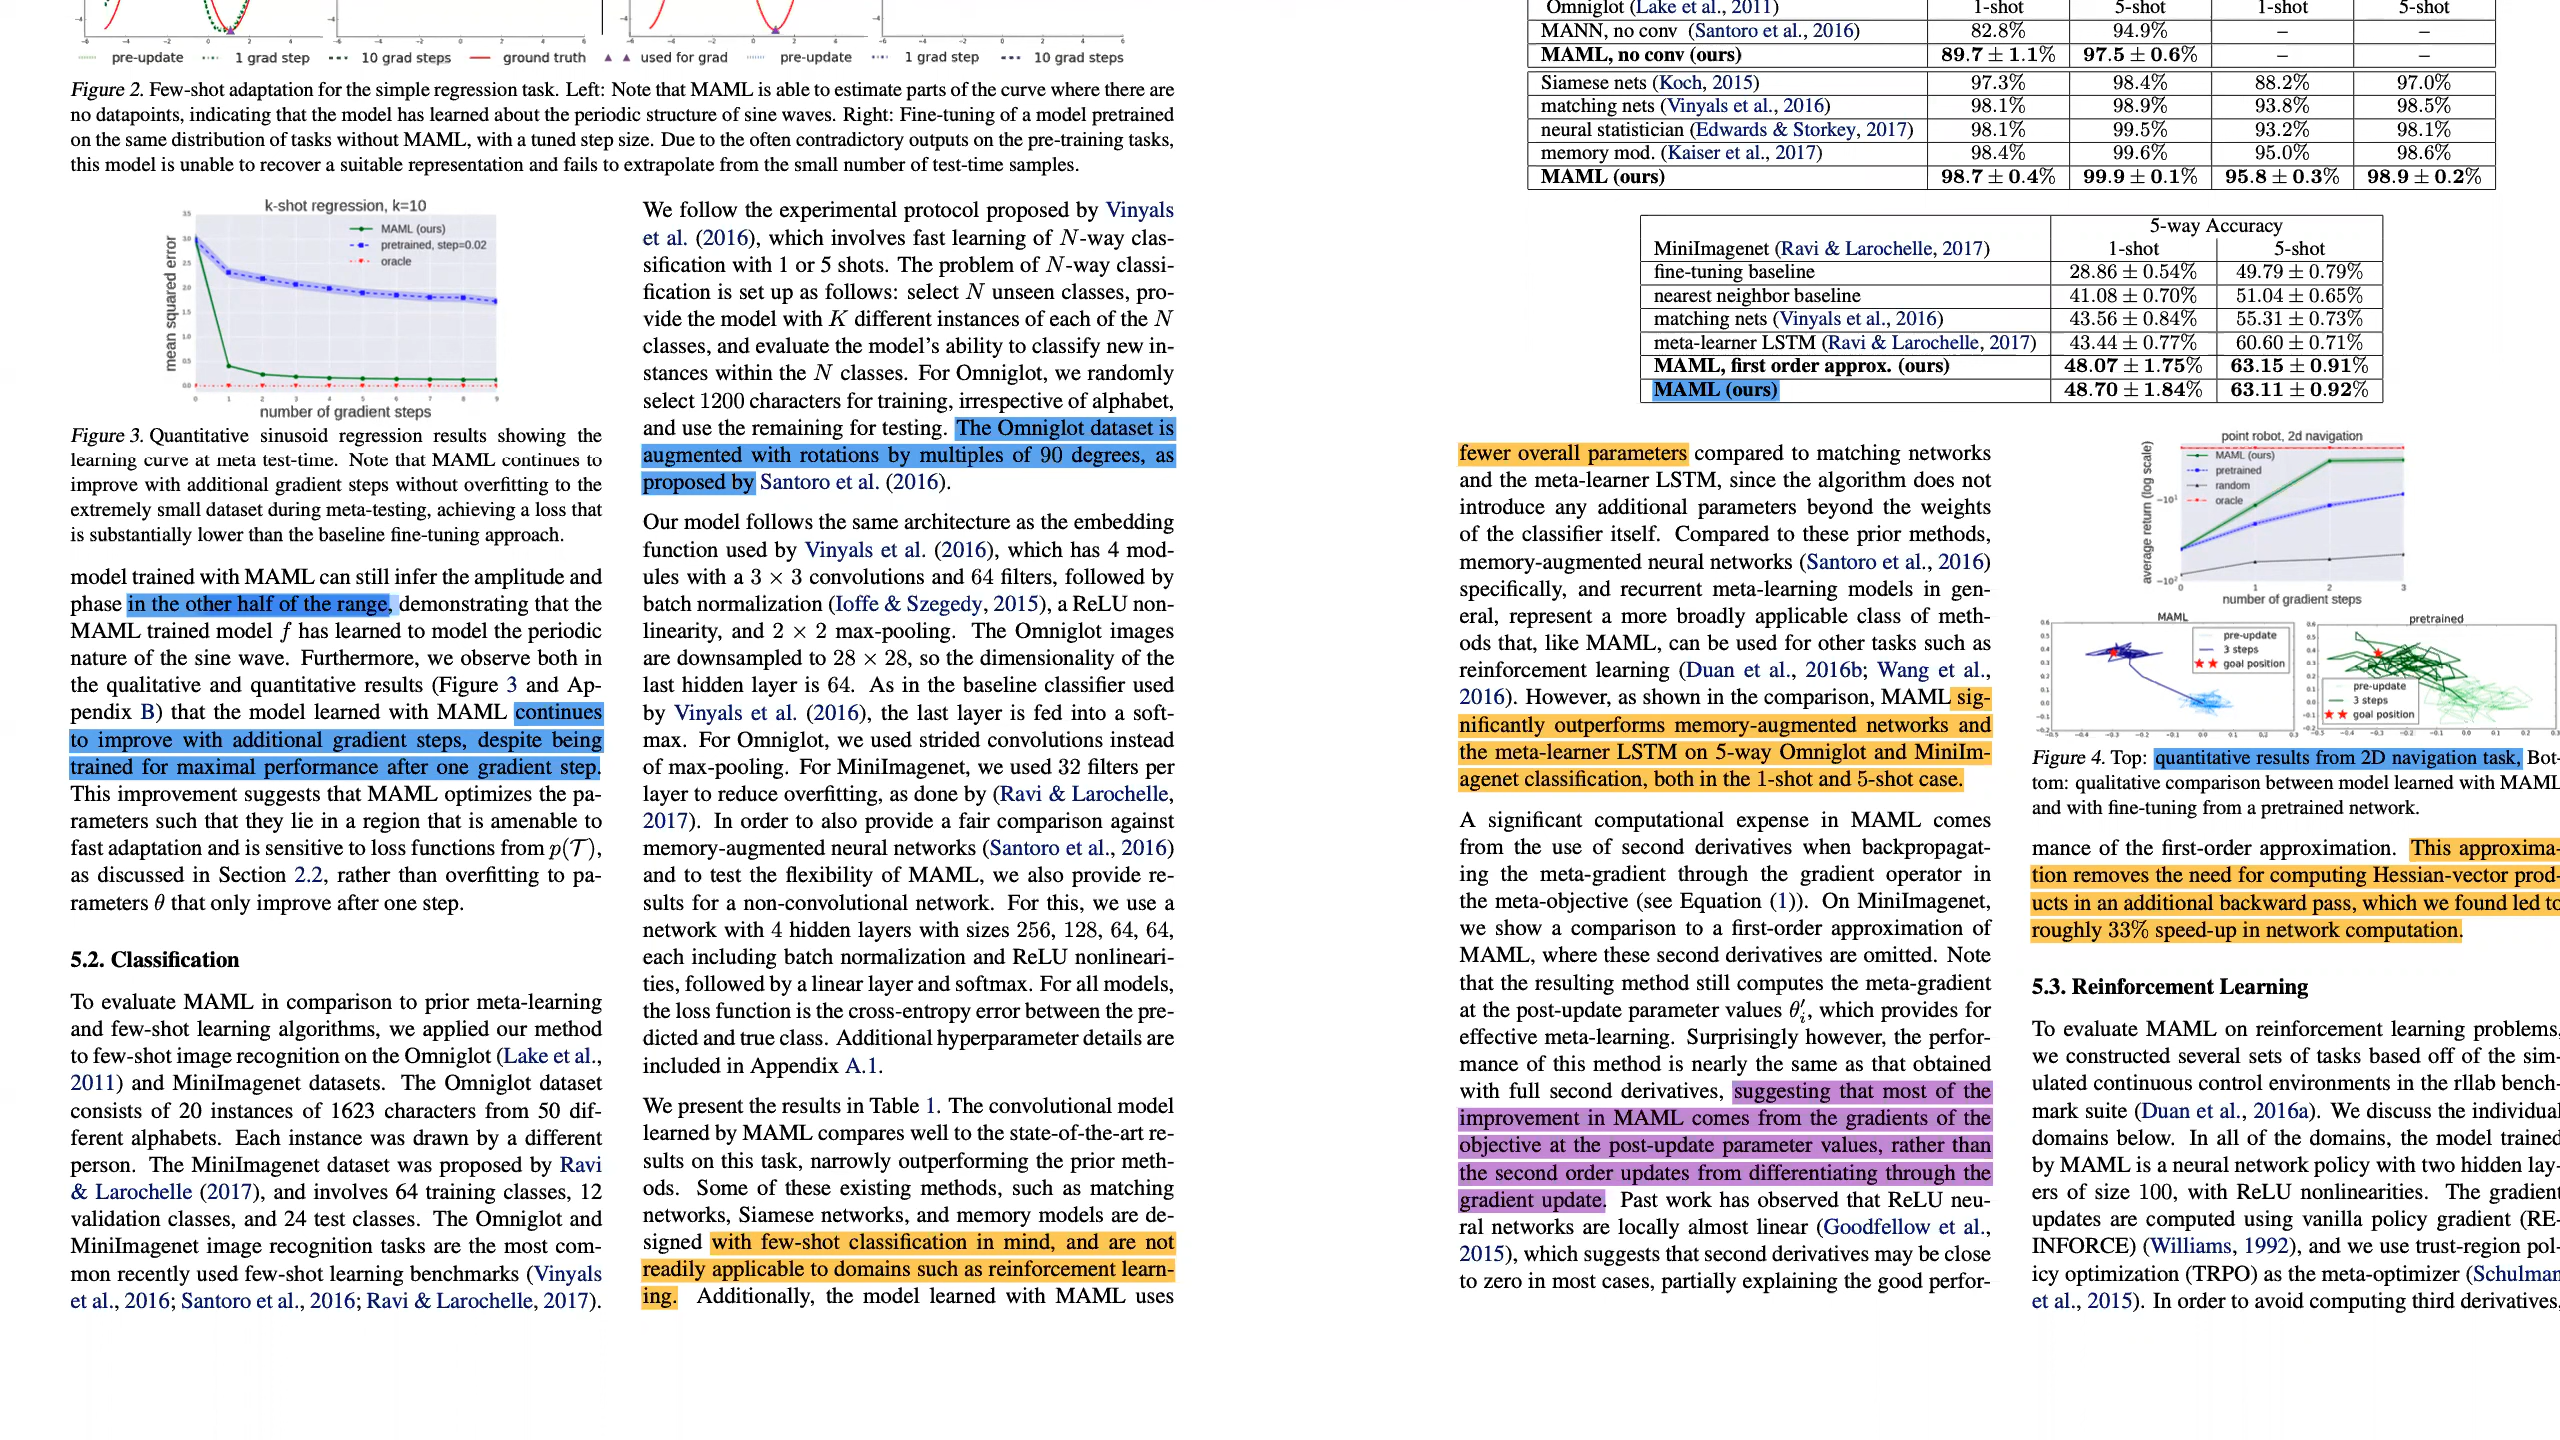 pre-update 1 grad step 10 grad steps ground truth used for grad pre-update 1 grad step 10 grad steps
Figure 2. Few-shot adaptation for the simple regression task. Left: Note that MAML is able to estimate parts of the curve where there are
no datapoints, indicating that the model has learned about the periodic structure of sine waves. Right: Fine-tuning of a model pretrained
on the same distribution of tasks without MAML, with a tuned step size. Due to the often contradictory outputs on the pre-training tasks,
this model is unable to recover a suitable representation and fails to extrapolate from the small number of test-time samples.
k-shot regression, k=10
MAML (ours)
pretrained, step=0.02
oracle
mean squared error
3.5
3.0
2.5
2.0
1.5
1.0
0.5
0.0
0 1 2 3 4 5 6 7 8 9
number of gradient steps
Figure 3. Quantitative sinusoid regression results showing the
learning curve at meta test-time. Note that MAML continues to
improve with additional gradient steps without overfitting to the
extremely small dataset during meta-testing, achieving a loss that
is substantially lower than the baseline fine-tuning approach.
model trained with MAML can still infer the amplitude and
phase in the other half of the range, demonstrating that the
MAML trained model f has learned to model the periodic
nature of the sine wave. Furthermore, we observe both in
the qualitative and quantitative results (Figure 3 and Ap-
pendix B) that the model learned with MAML continues
to improve with additional gradient steps, despite being
trained for maximal performance after one gradient step.
This improvement suggests that MAML optimizes the pa-
rameters such that they lie in a region that is amenable to
fast adaptation and is sensitive to loss functions from p(𝒯),
as discussed in Section 2.2, rather than overfitting to pa-
rameters θ that only improve after one step.
5.2. Classification
To evaluate MAML in comparison to prior meta-learning
and few-shot learning algorithms, we applied our method
to few-shot image recognition on the Omniglot (Lake et al.,
2011) and MiniImagenet datasets. The Omniglot dataset
consists of 20 instances of 1623 characters from 50 dif-
ferent alphabets. Each instance was drawn by a different
person. The MiniImagenet dataset was proposed by Ravi
& Larochelle (2017), and involves 64 training classes, 12
validation classes, and 24 test classes. The Omniglot and
MiniImagenet image recognition tasks are the most com-
mon recently used few-shot learning benchmarks (Vinyals
et al., 2016; Santoro et al., 2016; Ravi & Larochelle, 2017).
We follow the experimental protocol proposed by Vinyals
et al. (2016), which involves fast learning of N-way clas-
sification with 1 or 5 shots. The problem of N-way classi-
fication is set up as follows: select N unseen classes, pro-
vide the model with K different instances of each of the N
classes, and evaluate the model's ability to classify new in-
stances within the N classes. For Omniglot, we randomly
select 1200 characters for training, irrespective of alphabet,
and use the remaining for testing. The Omniglot dataset is
augmented with rotations by multiples of 90 degrees, as
proposed by Santoro et al. (2016).
Our model follows the same architecture as the embedding
function used by Vinyals et al. (2016), which has 4 mod-
ules with a 3 × 3 convolutions and 64 filters, followed by
batch normalization (Ioffe & Szegedy, 2015), a ReLU non-
linearity, and 2 × 2 max-pooling. The Omniglot images
are downsampled to 28 × 28, so the dimensionality of the
last hidden layer is 64. As in the baseline classifier used
by Vinyals et al. (2016), the last layer is fed into a soft-
max. For Omniglot, we used strided convolutions instead
of max-pooling. For MiniImagenet, we used 32 filters per
layer to reduce overfitting, as done by (Ravi & Larochelle,
2017). In order to also provide a fair comparison against
memory-augmented neural networks (Santoro et al., 2016)
and to test the flexibility of MAML, we also provide re-
sults for a non-convolutional network. For this, we use a
network with 4 hidden layers with sizes 256, 128, 64, 64,
each including batch normalization and ReLU nonlineari-
ties, followed by a linear layer and softmax. For all models,
the loss function is the cross-entropy error between the pre-
dicted and true class. Additional hyperparameter details are
included in Appendix A.1.
We present the results in Table 1. The convolutional model
learned by MAML compares well to the state-of-the-art re-
sults on this task, narrowly outperforming the prior meth-
ods. Some of these existing methods, such as matching
networks, Siamese networks, and memory models are de-
signed with few-shot classification in mind, and are not
readily applicable to domains such as reinforcement learn-
ing. Additionally, the model learned with MAML uses
Omniglot (Lake et al., 2011) 1-shot 5-shot 1-shot 5-shot
MANN, no conv (Santoro et al., 2016) 82.8% 94.9% – –
MAML, no conv (ours) 89.7 ± 1.1% 97.5 ± 0.6% – –
Siamese nets (Koch, 2015) 97.3% 98.4% 88.2% 97.0%
matching nets (Vinyals et al., 2016) 98.1% 98.9% 93.8% 98.5%
neural statistician (Edwards & Storkey, 2017) 98.1% 99.5% 93.2% 98.1%
memory mod. (Kaiser et al., 2017) 98.4% 99.6% 95.0% 98.6%
MAML (ours) 98.7 ± 0.4% 99.9 ± 0.1% 95.8 ± 0.3% 98.9 ± 0.2%
5-way Accuracy
MiniImagenet (Ravi & Larochelle, 2017) 1-shot 5-shot
fine-tuning baseline 28.86 ± 0.54% 49.79 ± 0.79%
nearest neighbor baseline 41.08 ± 0.70% 51.04 ± 0.65%
matching nets (Vinyals et al., 2016) 43.56 ± 0.84% 55.31 ± 0.73%
meta-learner LSTM (Ravi & Larochelle, 2017) 43.44 ± 0.77% 60.60 ± 0.71%
MAML, first order approx. (ours) 48.07 ± 1.75% 63.15 ± 0.91%
MAML (ours) 48.70 ± 1.84% 63.11 ± 0.92%
fewer overall parameters compared to matching networks
and the meta-learner LSTM, since the algorithm does not
introduce any additional parameters beyond the weights
of the classifier itself. Compared to these prior methods,
memory-augmented neural networks (Santoro et al., 2016)
specifically, and recurrent meta-learning models in gen-
eral, represent a more broadly applicable class of meth-
ods that, like MAML, can be used for other tasks such as
reinforcement learning (Duan et al., 2016b; Wang et al.,
2016). However, as shown in the comparison, MAML sig-
nificantly outperforms memory-augmented networks and
the meta-learner LSTM on 5-way Omniglot and MiniIm-
agenet classification, both in the 1-shot and 5-shot case.
A significant computational expense in MAML comes
from the use of second derivatives when backpropagat-
ing the meta-gradient through the gradient operator in
the meta-objective (see Equation (1)). On MiniImagenet,
we show a comparison to a first-order approximation of
MAML, where these second derivatives are omitted. Note
that the resulting method still computes the meta-gradient
at the post-update parameter values θ′ᵢ, which provides for
effective meta-learning. Surprisingly however, the perfor-
mance of this method is nearly the same as that obtained
with full second derivatives, suggesting that most of the
improvement in MAML comes from the gradients of the
objective at the post-update parameter values, rather than
the second order updates from differentiating through the
gradient update. Past work has observed that ReLU neu-
ral networks are locally almost linear (Goodfellow et al.,
2015), which suggests that second derivatives may be close
to zero in most cases, partially explaining the good perfor-
point robot, 2d navigation
MAML (ours)
pretrained
random
oracle
average return (log scale)
−10¹
−10²
0 1 2 3
number of gradient steps
MAML
pre-update
3 steps
goal position
pretrained
pre-update
3 steps
goal position
Figure 4. Top: quantitative results from 2D navigation task, Bot-
tom: qualitative comparison between model learned with MAML
and with fine-tuning from a pretrained network.
mance of the first-order approximation. This approxima-
tion removes the need for computing Hessian-vector prod-
ucts in an additional backward pass, which we found led to
roughly 33% speed-up in network computation.
5.3. Reinforcement Learning
To evaluate MAML on reinforcement learning problems,
we constructed several sets of tasks based off of the sim-
ulated continuous control environments in the rllab bench-
mark suite (Duan et al., 2016a). We discuss the individual
domains below. In all of the domains, the model trained
by MAML is a neural network policy with two hidden lay-
ers of size 100, with ReLU nonlinearities. The gradient
updates are computed using vanilla policy gradient (RE-
INFORCE) (Williams, 1992), and we use trust-region pol-
icy optimization (TRPO) as the meta-optimizer (Schulman
et al., 2015). In order to avoid computing third derivatives,